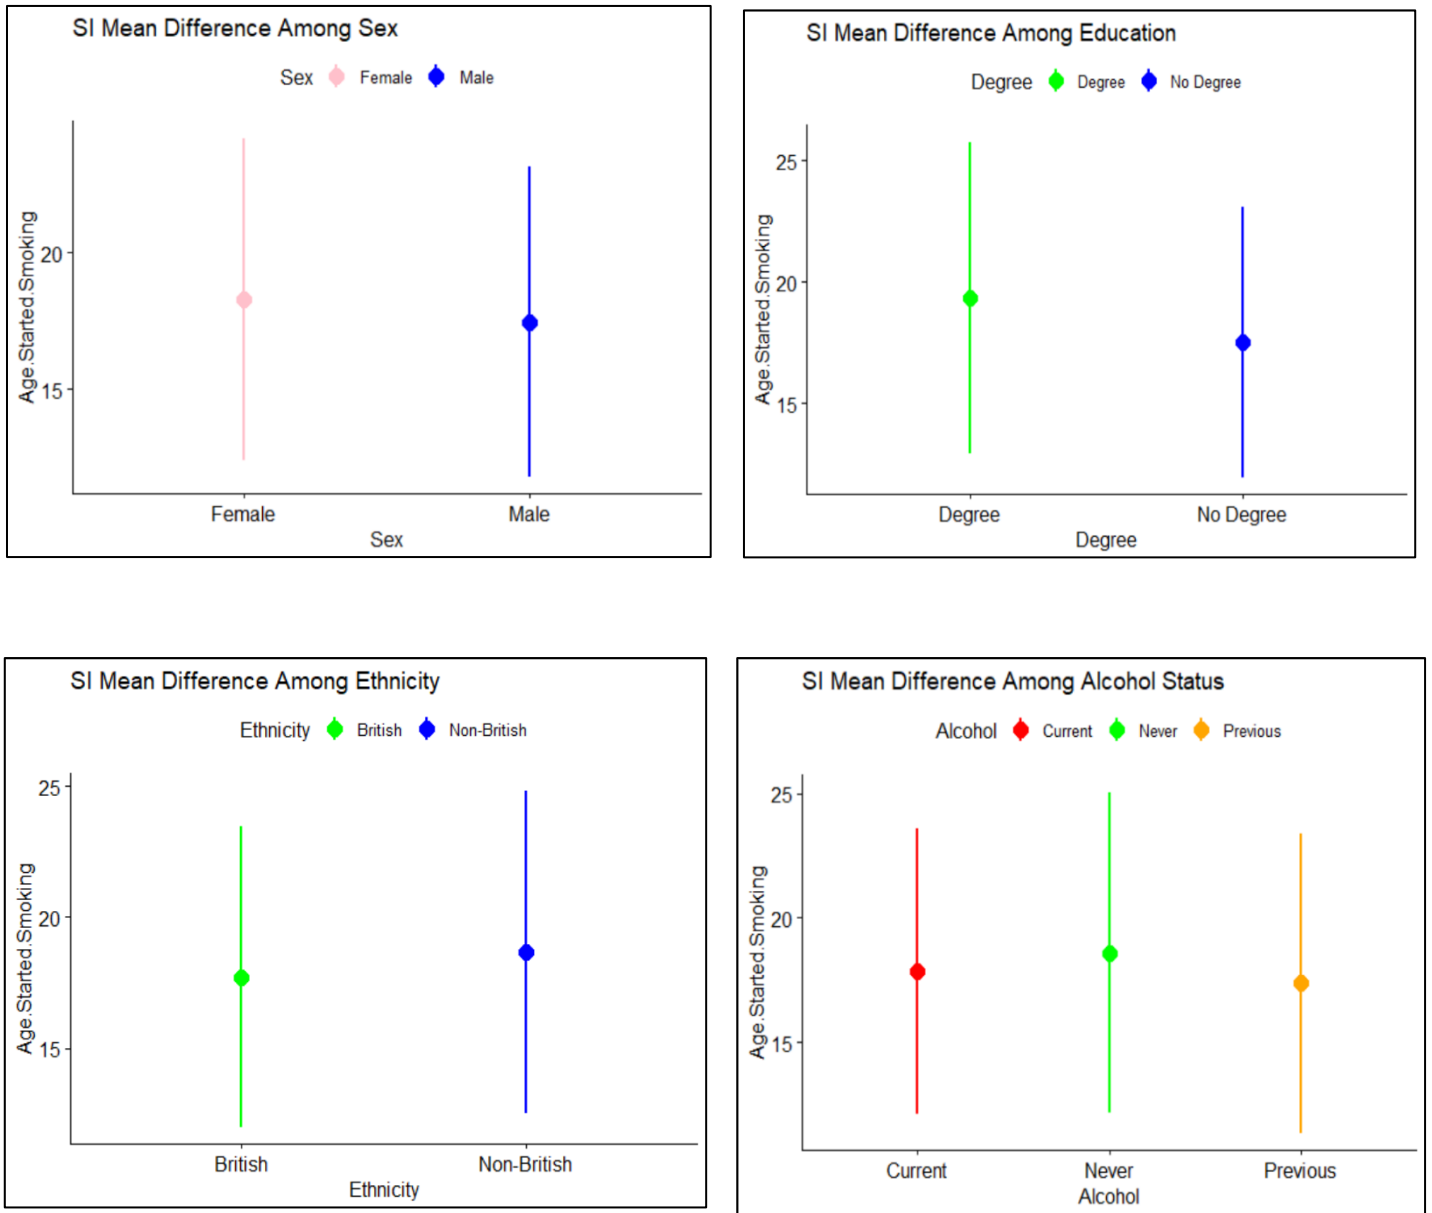 SI Mean Difference Among Sex
Sex Female Male
Age.Started.Smoking
20
15
Female Male
Sex
SI Mean Difference Among Education
Degree Degree No Degree
Age.Started.Smoking
25
20
15
Degree No Degree
Degree
SI Mean Difference Among Ethnicity
Ethnicity British Non-British
Age.Started.Smoking
25
20
15
British Non-British
Ethnicity
SI Mean Difference Among Alcohol Status
Alcohol Current Never Previous
Age.Started.Smoking
25
20
15
Current Never Previous
Alcohol